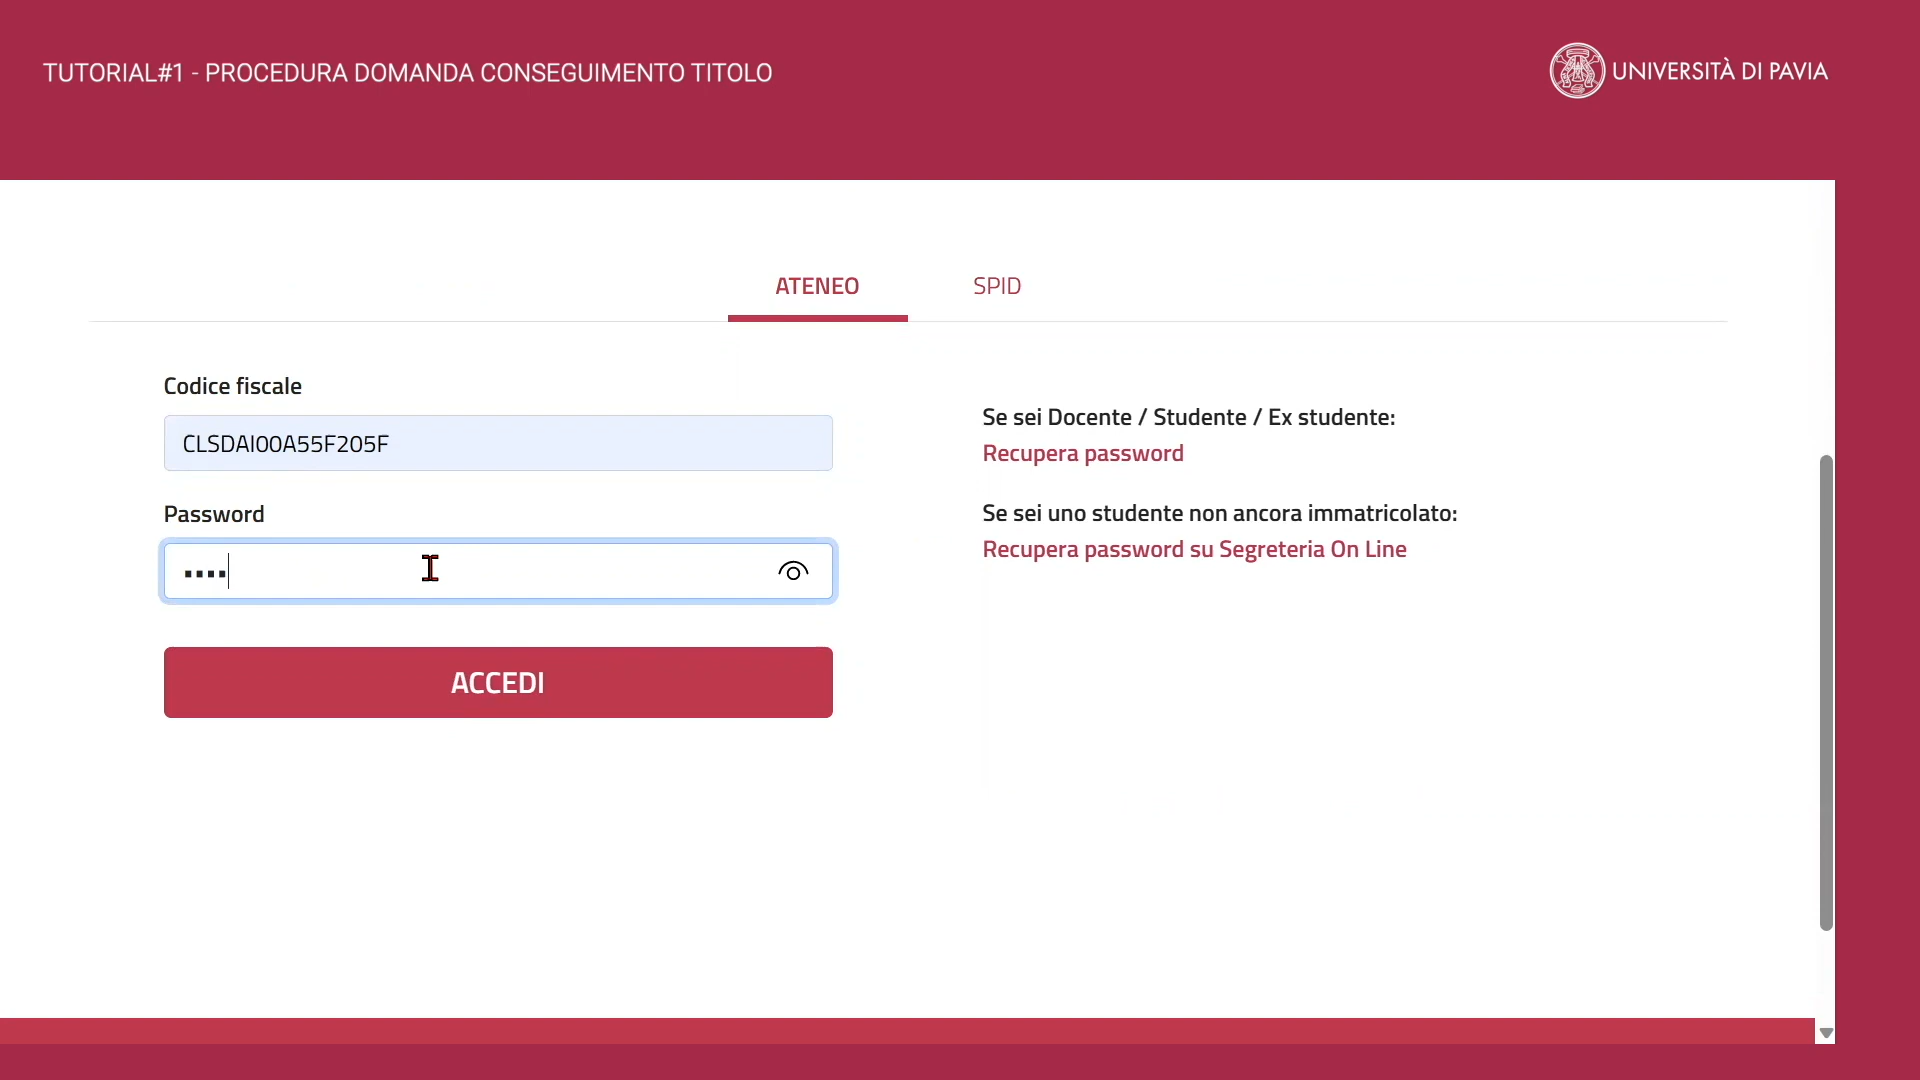 TUTORIAL#1 - PROCEDURA DOMANDA CONSEGUIMENTO TITOLO
UNIVERSITÀ DI PAVIA
ATENEO
SPID
Codice fiscale
CLSDAI00A55F205F
Password
Se sei Docente / Studente / Ex studente:
Recupera password
Se sei uno studente non ancora immatricolato:
Recupera password su Segreteria On Line
ACCEDI